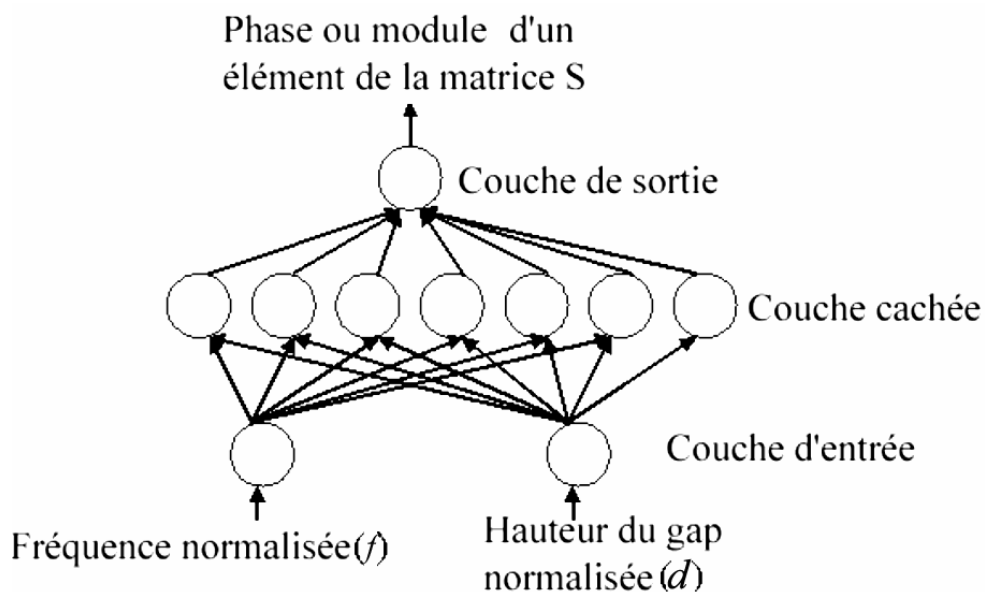 Phase ou module d'un
élément de la matrice S
Couche de sortie
Couche cachée
Couche d'entrée
Fréquence normalisée(f)
Hauteur du gap
normalisée(d)